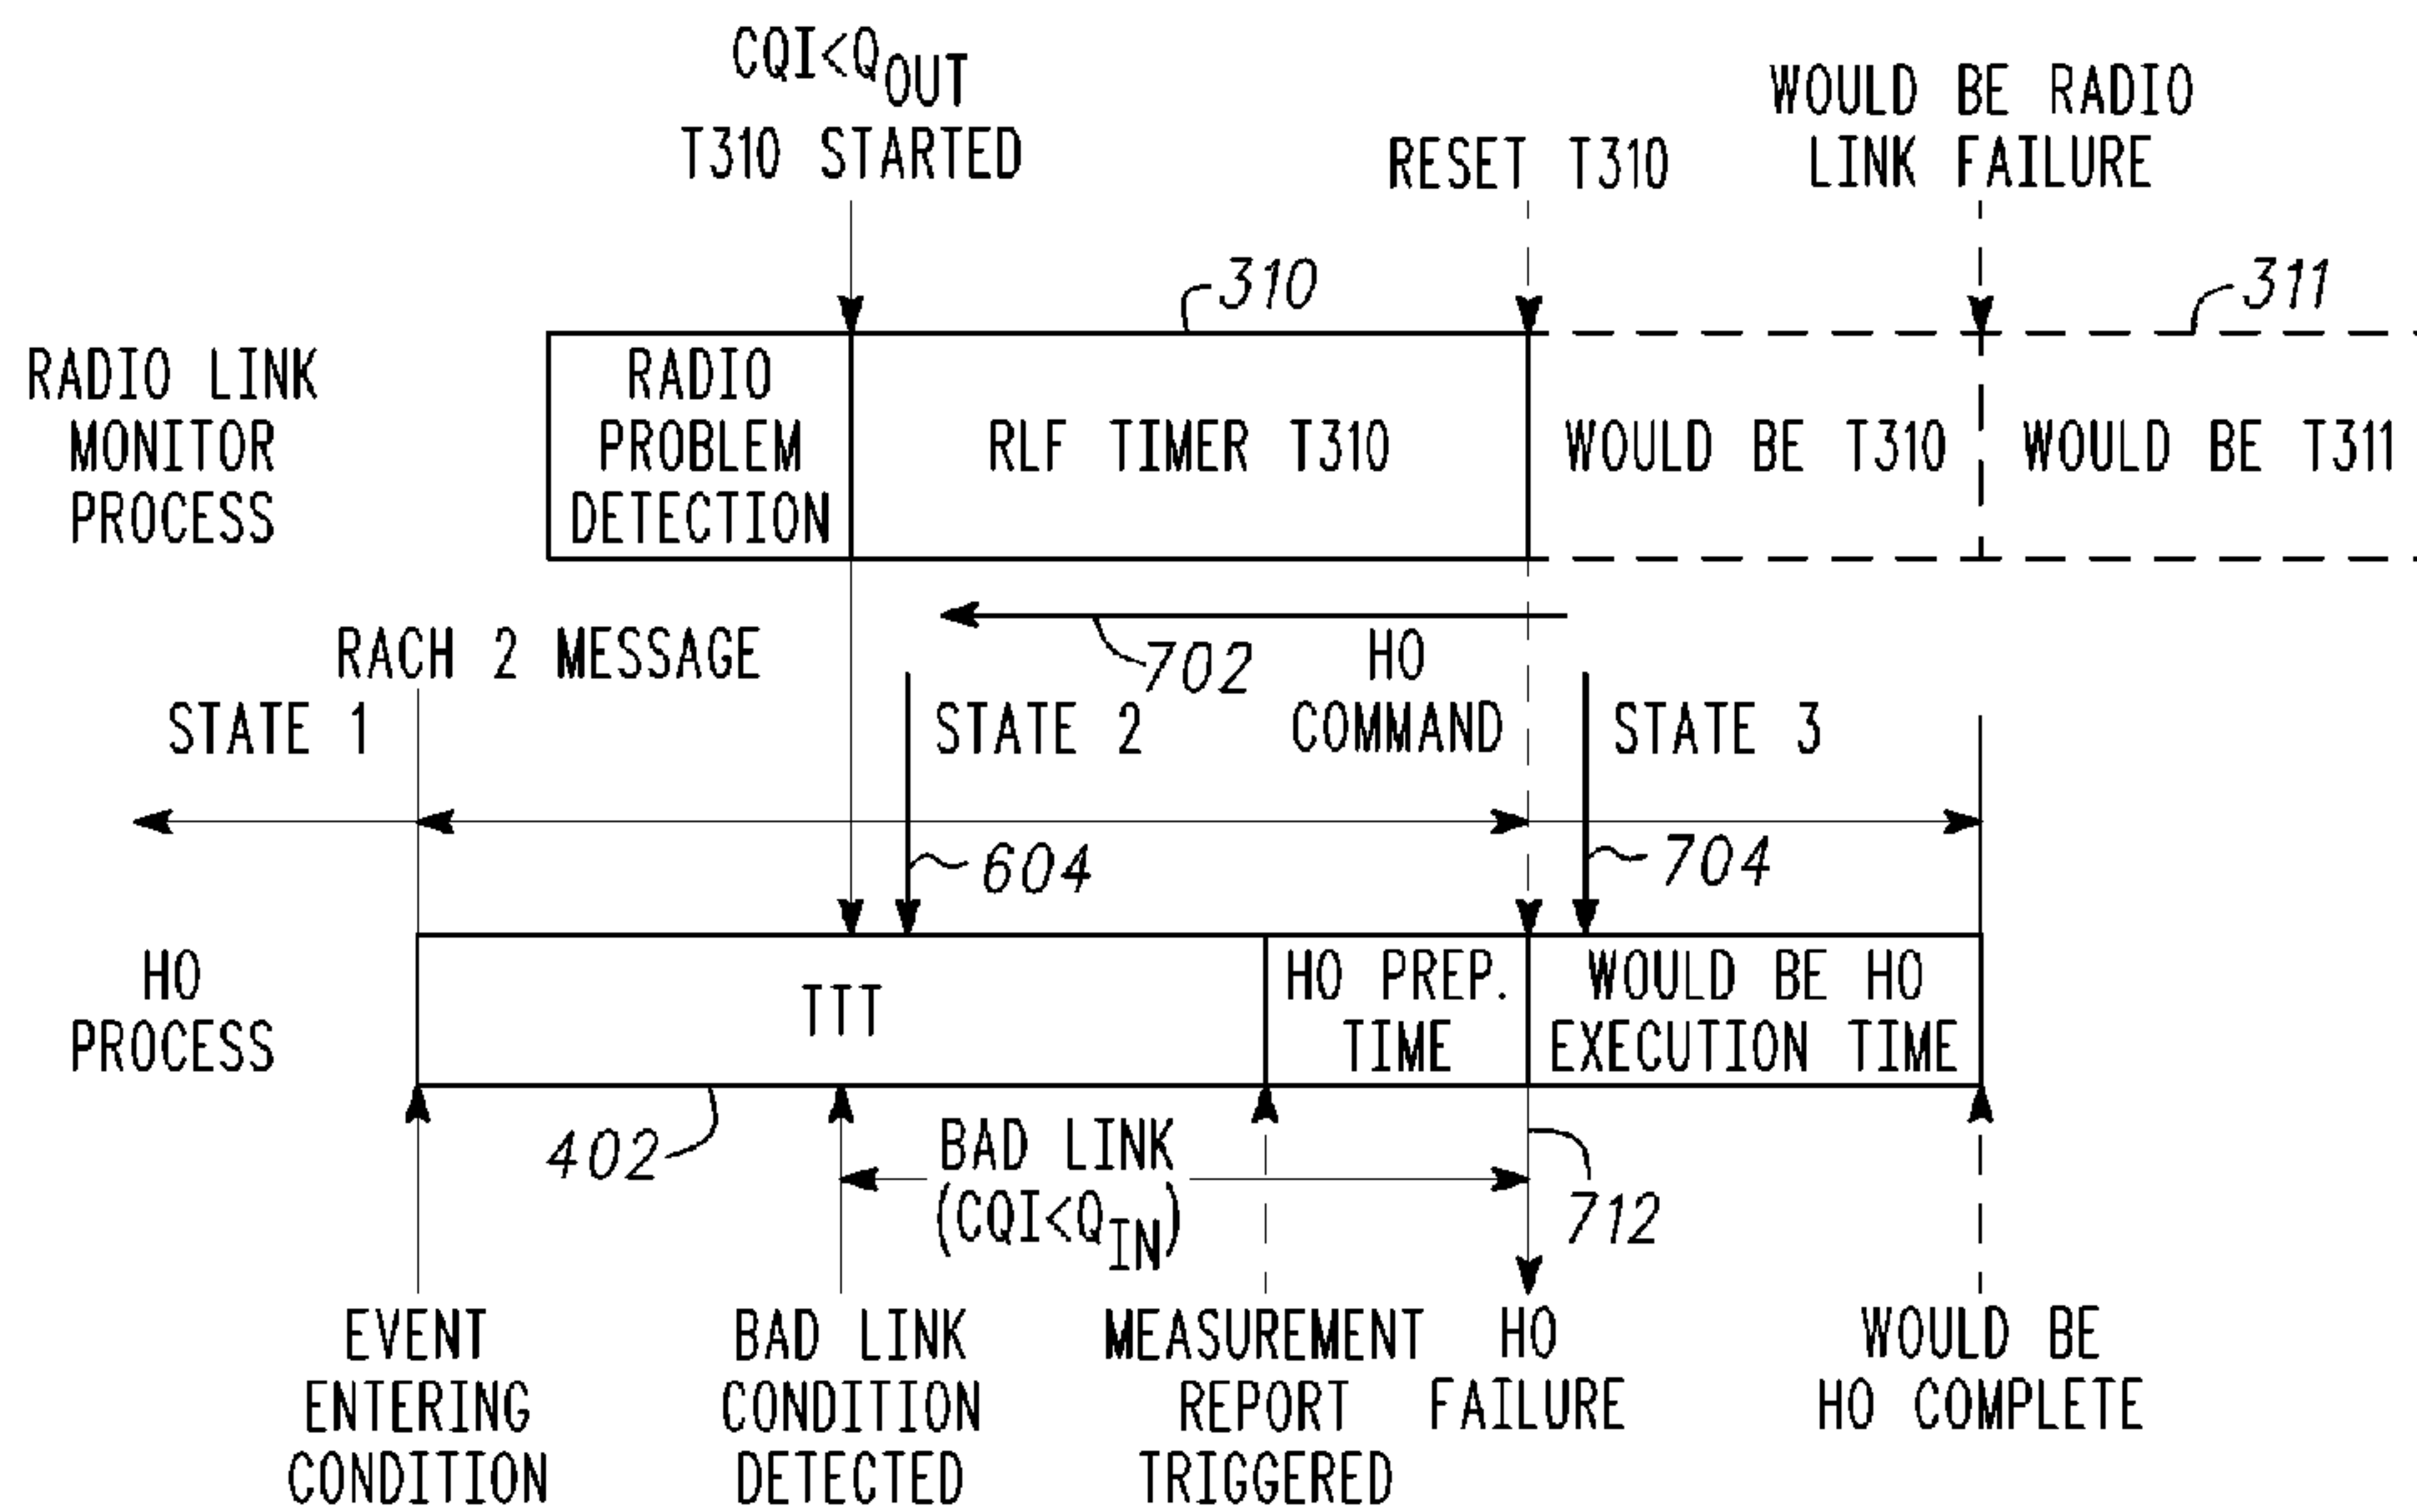 CQI<QOUT
T310 STARTED
RESET T310
WOULD BE RADIO
LINK FAILURE
310
311
RADIO LINK
MONITOR
PROCESS
RADIO
PROBLEM
DETECTION
RLF TIMER T310
WOULD BE T310
WOULD BE T311
702
RACH 2 MESSAGE
HO
COMMAND
STATE 1
STATE 2
STATE 3
604
704
HO
PROCESS
TTT
HO PREP.
TIME
WOULD BE HO
EXECUTION TIME
402
BAD LINK
(CQI<QIN)
712
EVENT
ENTERING
CONDITION
BAD LINK
CONDITION
DETECTED
MEASUREMENT
REPORT
TRIGGERED
HO
FAILURE
WOULD BE
HO COMPLETE